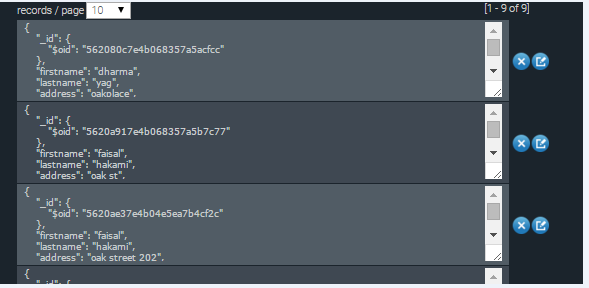 records / page 10
[1 - 9 of 9]
{
"_id": {
"$oid": "562080c7e4b068357a5acfcc"
},
"firstname": "dharma",
"lastname": "yag",
"address": "oakplace",
{
"_id": {
"$oid": "5620a917e4b068357a5b7c77"
},
"firstname": "faisal",
"lastname": "hakami",
"address": "oak st",
{
"_id": {
"$oid": "5620ae37e4b04e5ea7b4cf2c"
},
"firstname": "faisal",
"lastname": "hakami",
"address": "oak street 202",
{
"_id": {